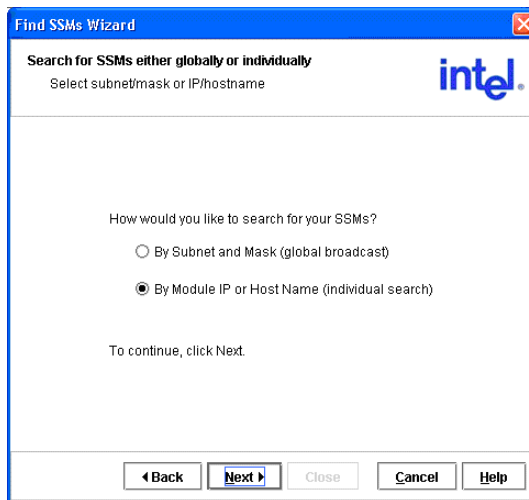 Find SSMs Wizard
Search for SSMs either globally or individually
Select subnet/mask or IP/hostname
intel.
How would you like to search for your SSMs?
By Subnet and Mask (global broadcast)
By Module IP or Host Name (individual search)
To continue, click Next.
Back Next Close Cancel Help